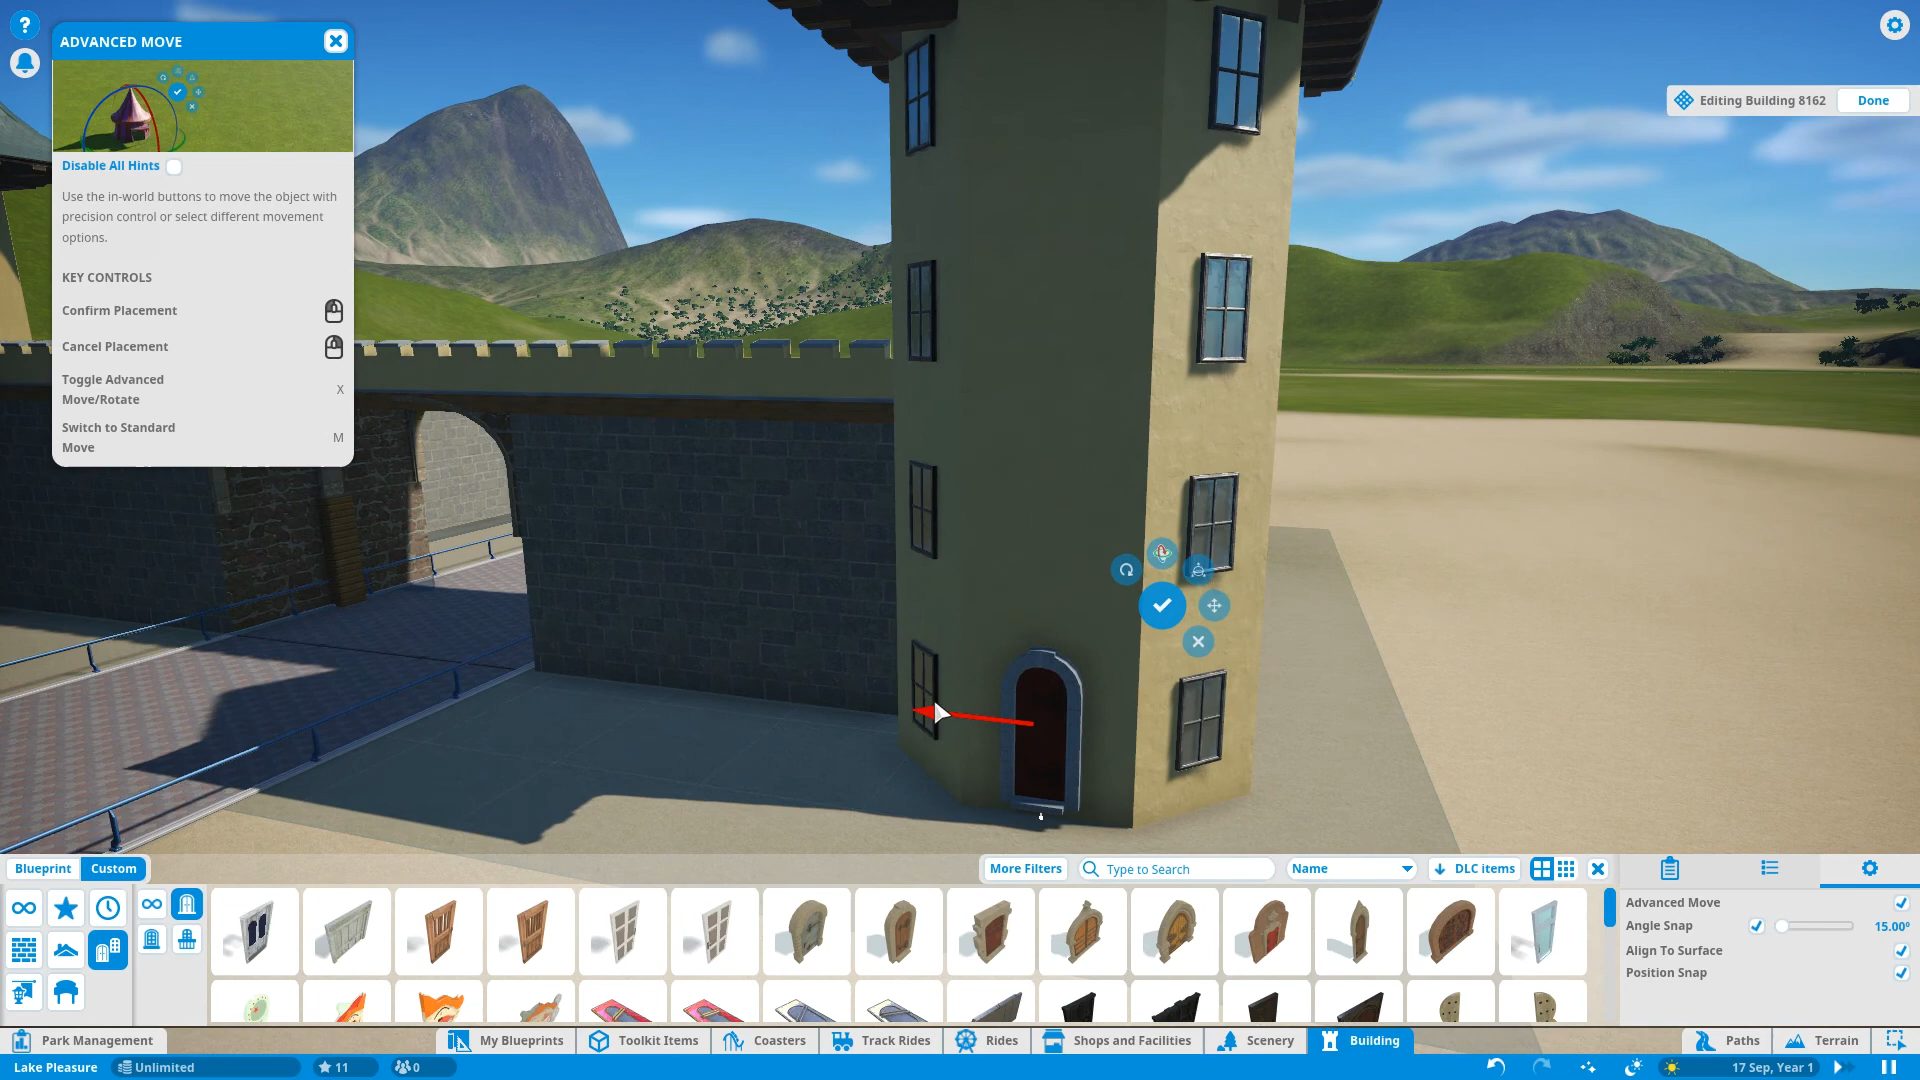 ADVANCED MOVE
Disable All Hints
Use the in-world buttons to move the object with
precision control or select different movement
options.
KEY CONTROLS
Confirm Placement
Cancel Placement
Toggle Advanced
Move/Rotate
X
Switch to Standard
Move
M
Editing Building 8162
Done
Blueprint
Custom
More Filters
Type to Search
Name
DLC items
Advanced Move
Angle Snap
15.00°
Align To Surface
Position Snap
Park Management
My Blueprints
Toolkit Items
Coasters
Track Rides
Rides
Shops and Facilities
Scenery
Building
Paths
Terrain
Lake Pleasure
Unlimited
11
0
17 Sep, Year 1